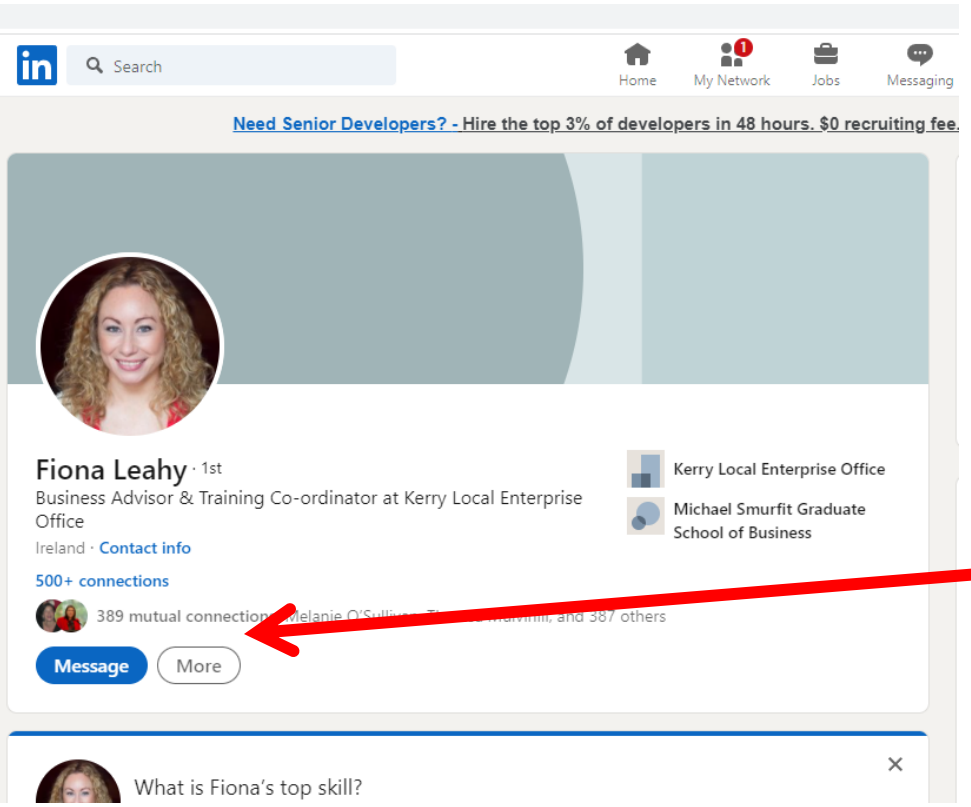 in Search
1
Home My Network Jobs Messaging
Need Senior Developers? - Hire the top 3% of developers in 48 hours. $0 recruiting fee.
Fiona Leahy · 1st
Business Advisor & Training Co-ordinator at Kerry Local Enterprise
Office
Ireland · Contact info
500+ connections
389 mutual connections: Melanie O'Sullivan, and 387 others
Message More
Kerry Local Enterprise Office
Michael Smurfit Graduate
School of Business
What is Fiona's top skill?